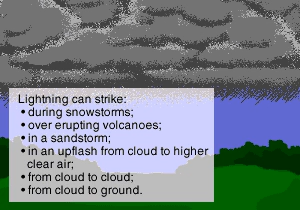 Lightning can strike:
• during snowstorms;
• over erupting volcanoes;
• in a sandstorm;
• in an upflash from cloud to higher
clear air;
• from cloud to cloud;
• from cloud to ground.